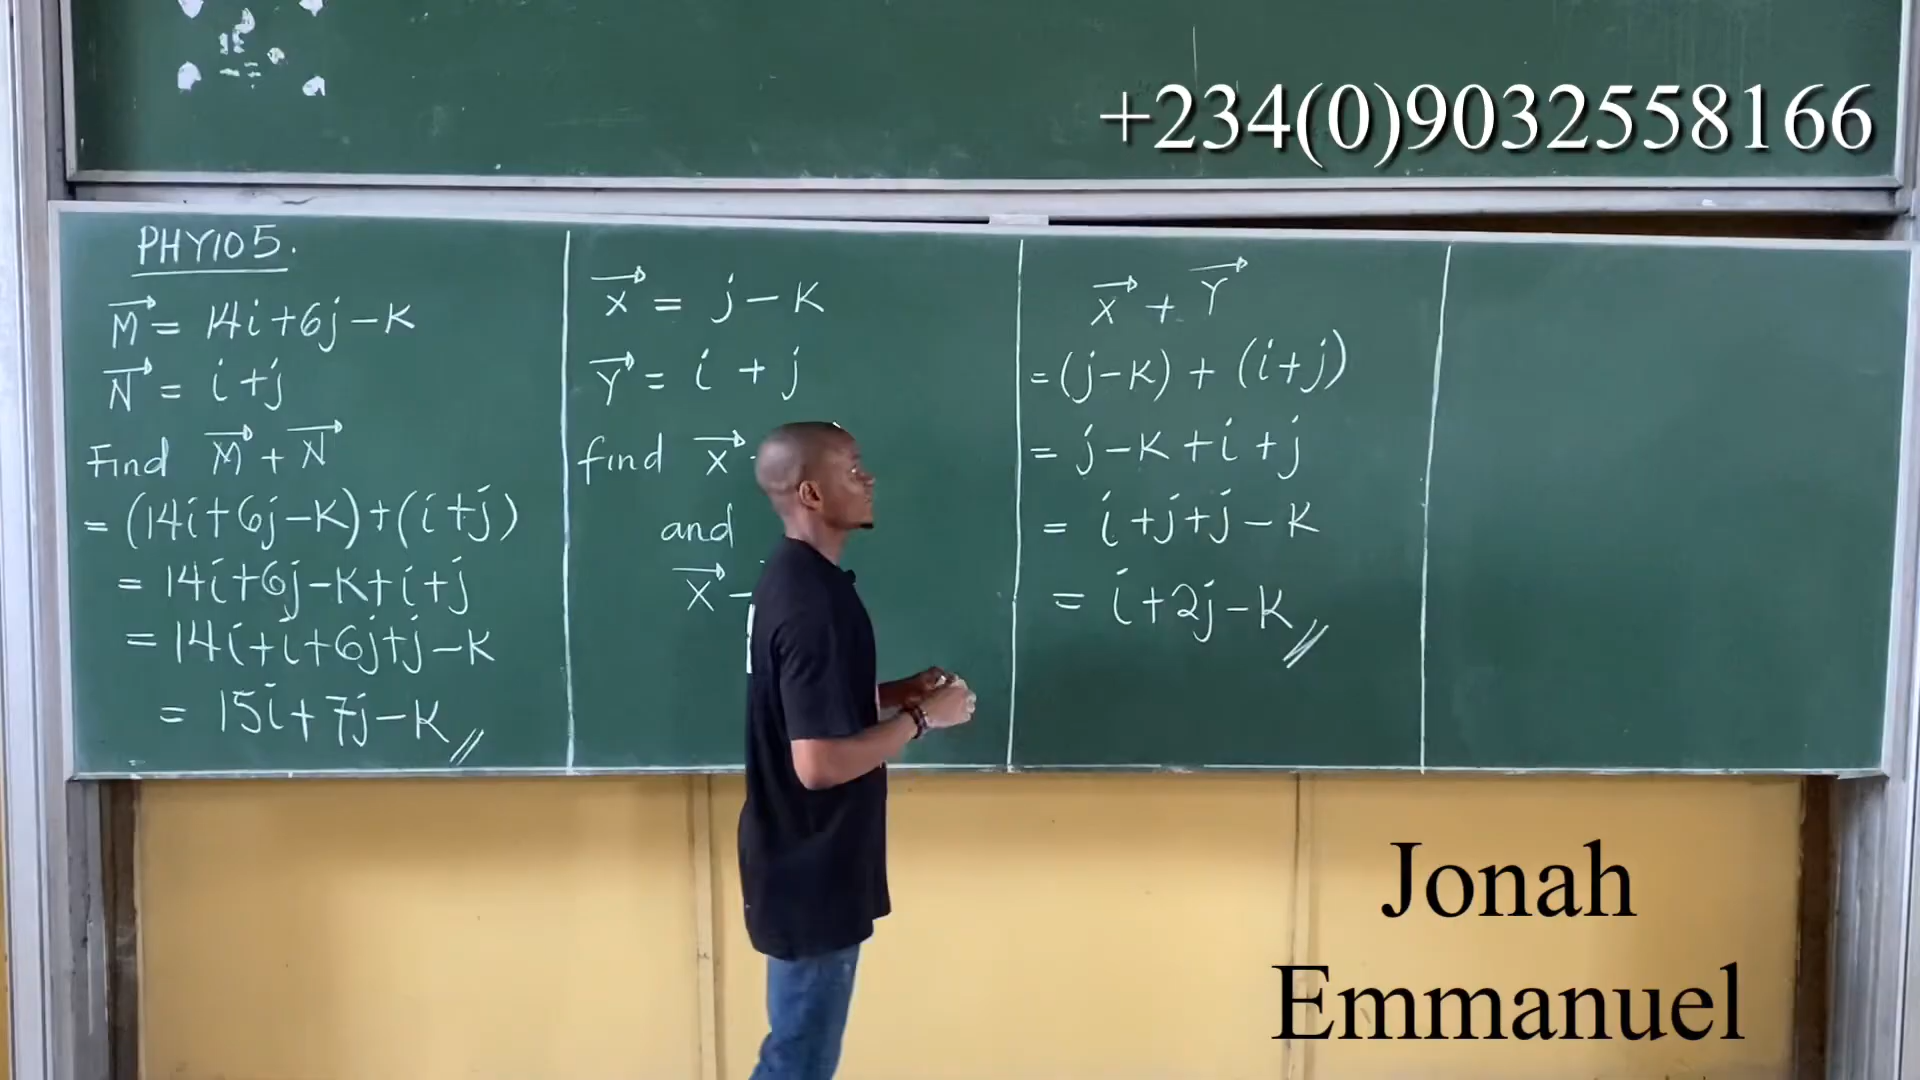 +234(0)9032558166
PHY105.
M = 14i+6j-K
N = i+j
Find M+N
= (14i+6j-K)+(i+j)
= 14i+6j-K+i+j
= 14i+i+6j+j-K
= 15i+7j-K
X = j-K
Y = i+j
find X
and
X-
X+Y
=(j-K)+(i+j)
= j-K+i+j
= i+j+j-K
= i+2j-K
Jonah
Emmanuel